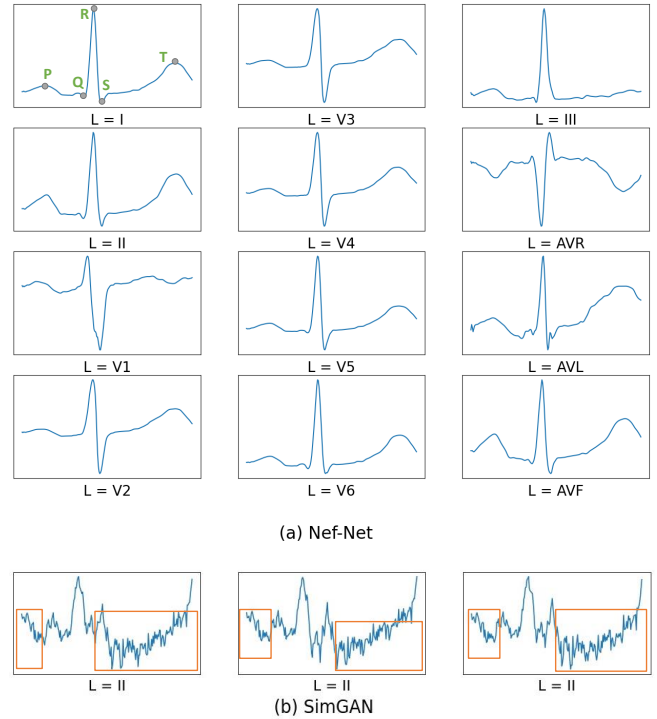 R
T
P
Q
S
L = I
L = V3
L = III
L = II
L = V4
L = AVR
L = V1
L = V5
L = AVL
L = V2
L = V6
L = AVF
(a) Nef-Net
L = II
L = II
L = II
(b) SimGAN